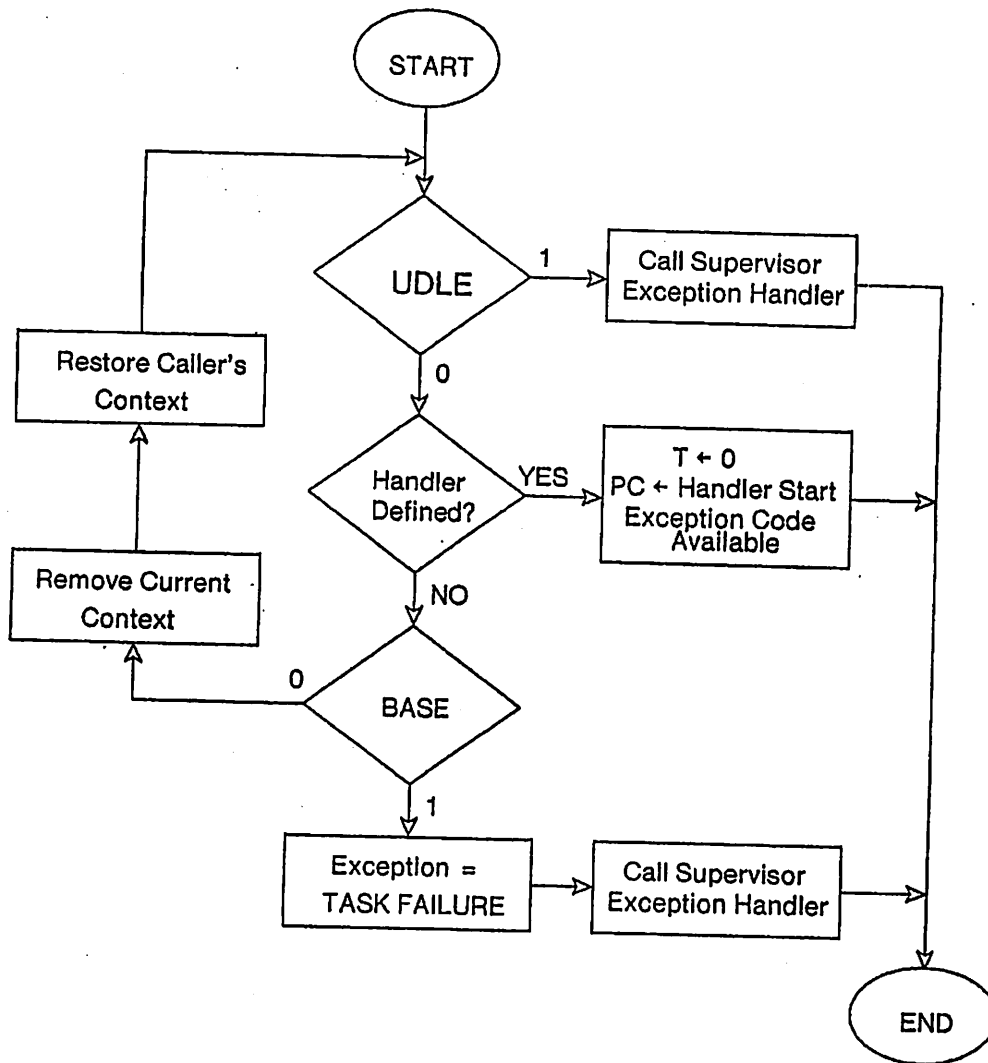 START
UDLE
1
Call Supervisor
Exception Handler
0
Restore Caller's
Context
Handler
Defined?
YES
T ← 0
PC ← Handler Start
Exception Code
Available
NO
Remove Current
Context
0
BASE
1
Exception =
TASK FAILURE
Call Supervisor
Exception Handler
END